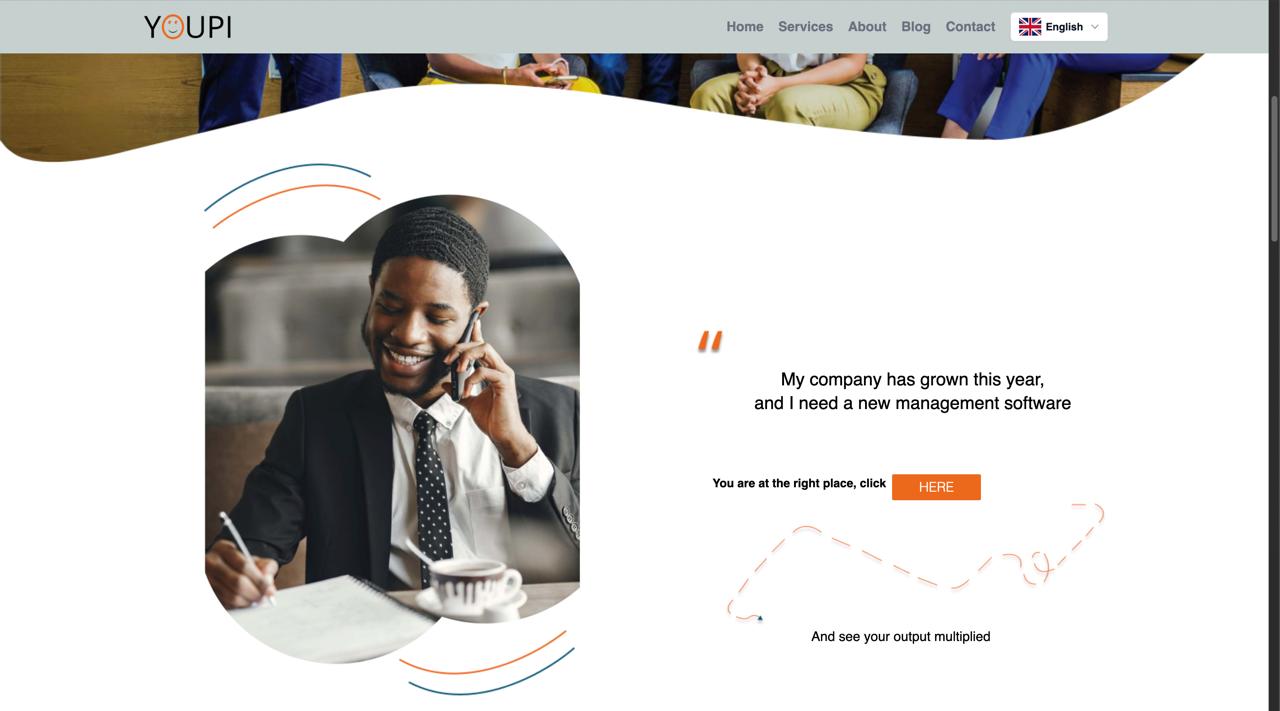 YOUPI
Home Services About Blog Contact English
“
My company has grown this year,
and I need a new management software
You are at the right place, click HERE
And see your output multiplied